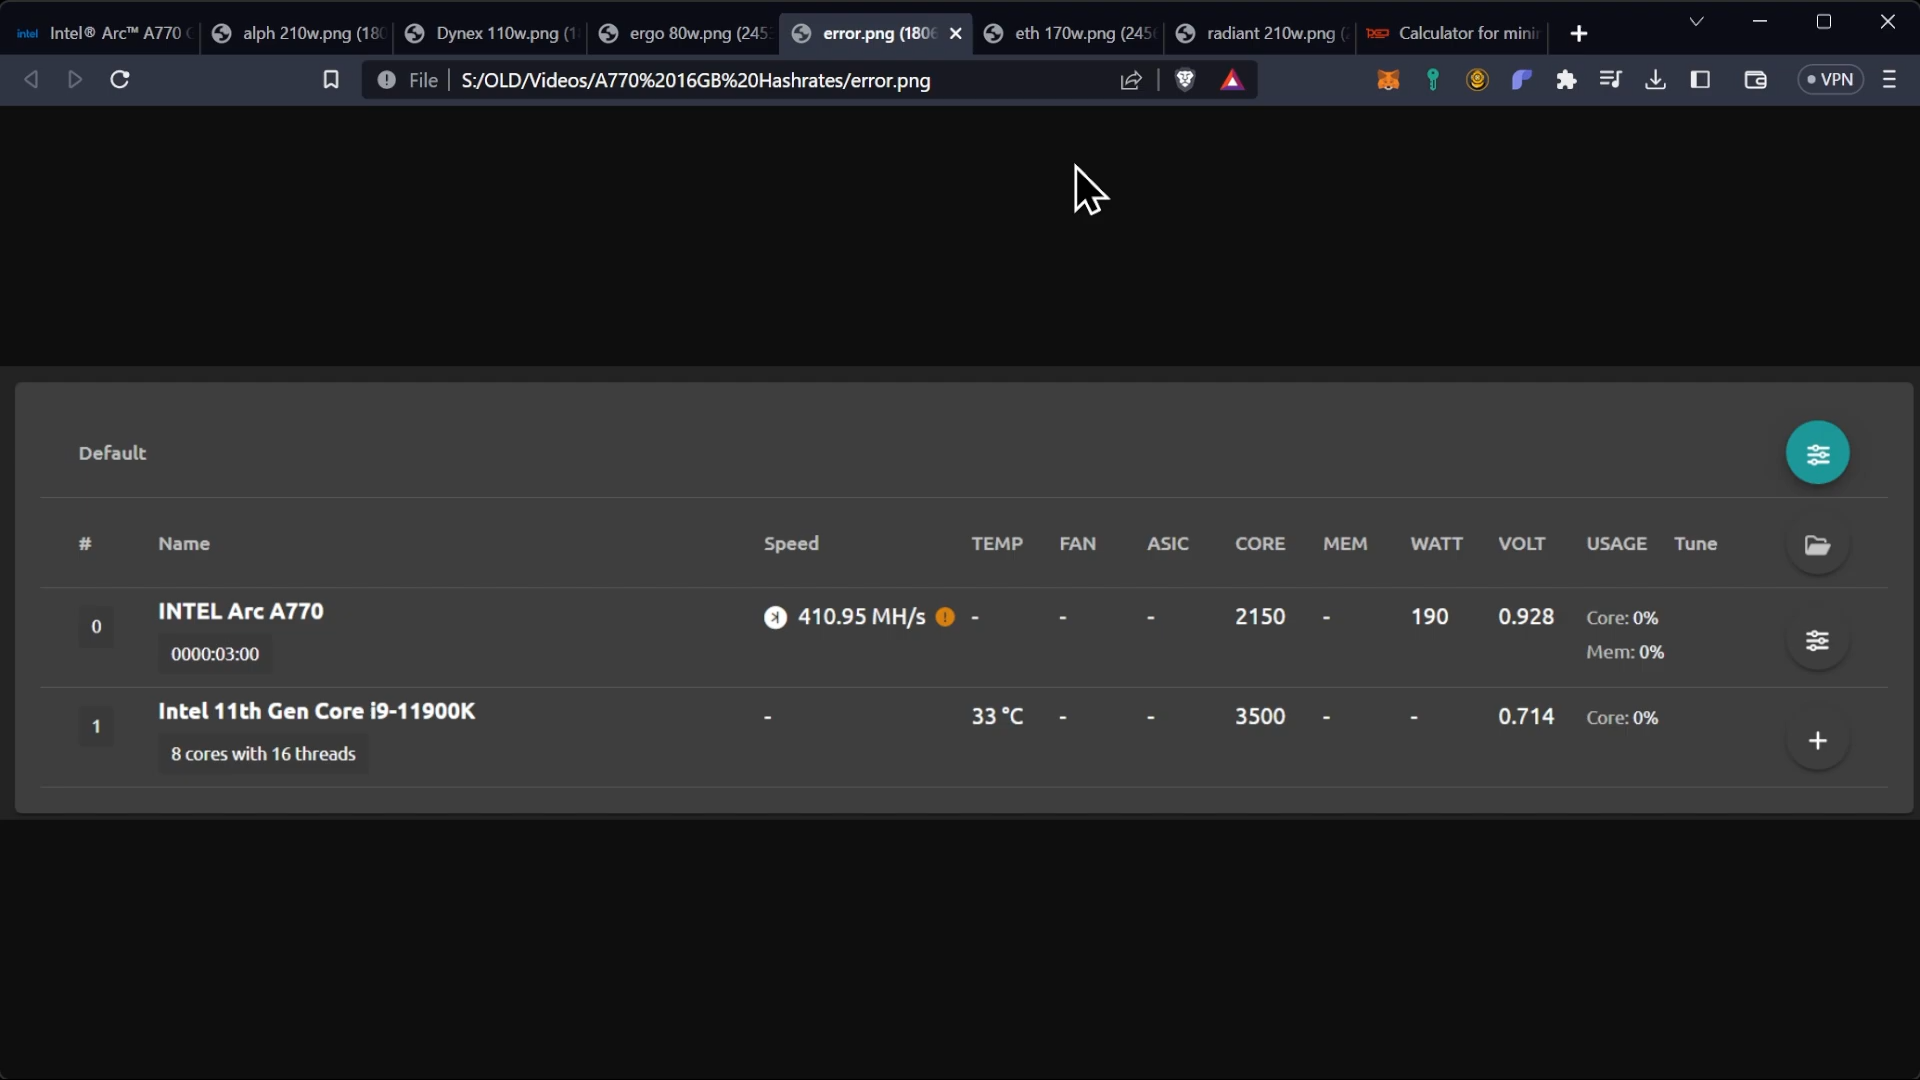 intel Intel® Arc™ A770 alph 210w.png (180 Dynex 110w.png (1 ergo 80w.png (245 error.png (1806 eth 170w.png (245 radiant 210w.png ( Calculator for minin
File S:/OLD/Videos/A770%2016GB%20Hashrates/error.png VPN
Default
# Name Speed TEMP FAN ASIC CORE MEM WATT VOLT USAGE Tune
0 INTEL Arc A770 410.95 MH/s - - - 2150 - 190 0.928 Core: 0%
0000:03:00 Mem: 0%
1 Intel 11th Gen Core i9-11900K - 33 °C - - 3500 - - 0.714 Core: 0%
8 cores with 16 threads